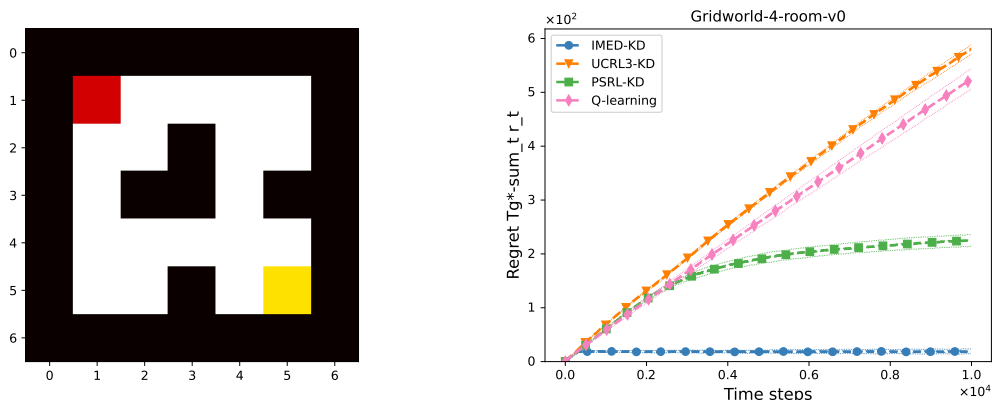 0
1
2
3
4
5
6
0 1 2 3 4 5 6
Gridworld-4-room-v0
×10²
6
5
4
3
2
1
0
Regret Tg*-sum_t r_t
IMED-KD
UCRL3-KD
PSRL-KD
Q-learning
0.0 0.2 0.4 0.6 0.8 1.0
Time steps
×10⁴